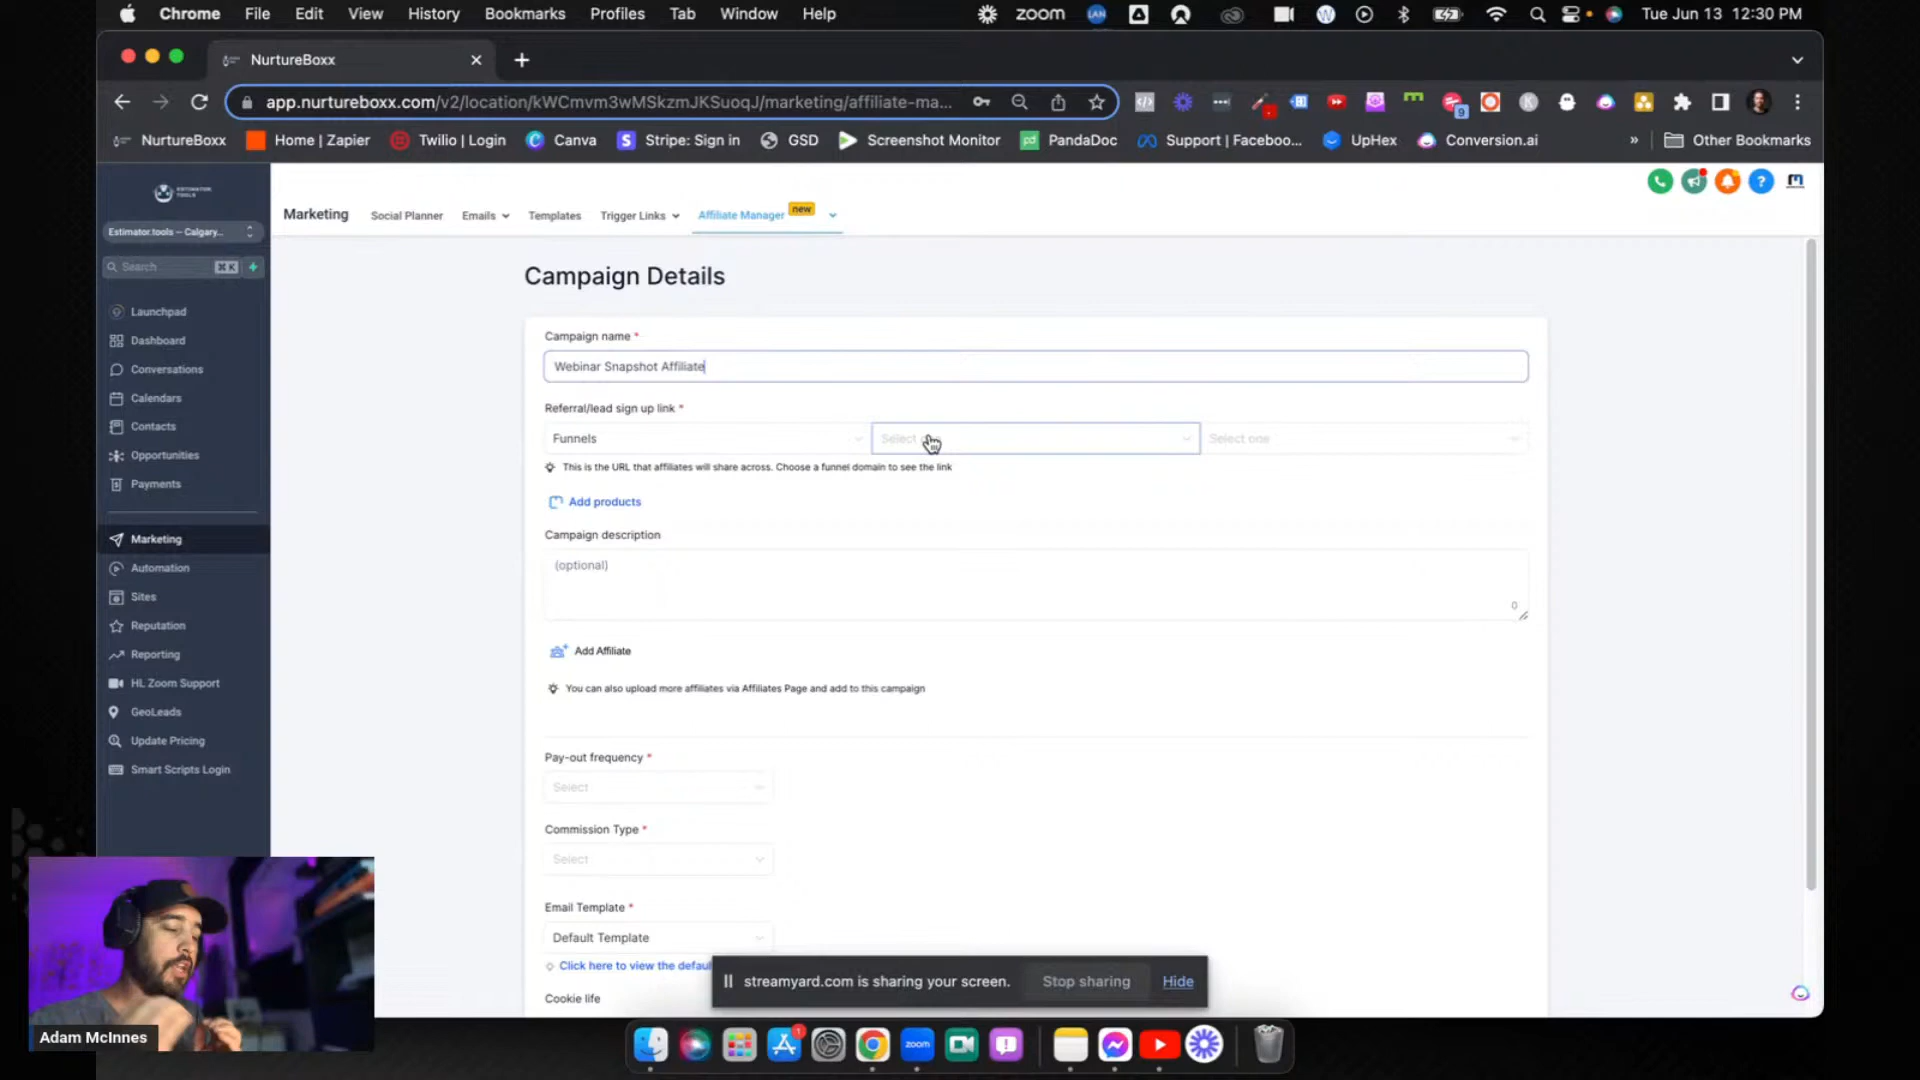 Chrome File Edit View History Bookmarks Profiles Tab Window Help zoom LAN Tue Jun 13 12:30 PM
NurtureBoxx
app.nurtureboxx.com/v2/location/kWCmvm3wMSkzmJKSuoqJ/marketing/affiliate-ma...
NurtureBoxx Home | Zapier Twilio | Login Canva Stripe: Sign in GSD Screenshot Monitor PandaDoc Support | Faceboo... UpHex Conversion.ai » Other Bookmarks
ESTIMATOR TOOLS
Marketing Social Planner Emails Templates Trigger Links Affiliate Manager new
Estimator.tools – Calgary...
Search ⌘ K
Launchpad
Dashboard
Conversations
Calendars
Contacts
Opportunities
Payments
Marketing
Automation
Sites
Reputation
Reporting
HL Zoom Support
GeoLeads
Update Pricing
Smart Scripts Login
Campaign Details
Campaign name *
Webinar Snapshot Affiliate
Referral/lead sign up link *
Funnels Select Select one
This is the URL that affiliates will share across. Choose a funnel domain to see the link
Add products
Campaign description
(optional)
0
Add Affiliate
You can also upload more affiliates via Affiliates Page and add to this campaign
Pay-out frequency *
Select
Commission Type *
Select
Email Template *
Default Template
Click here to view the defaul
Cookie life
streamyard.com is sharing your screen. Stop sharing Hide
Adam McInnes
zoom